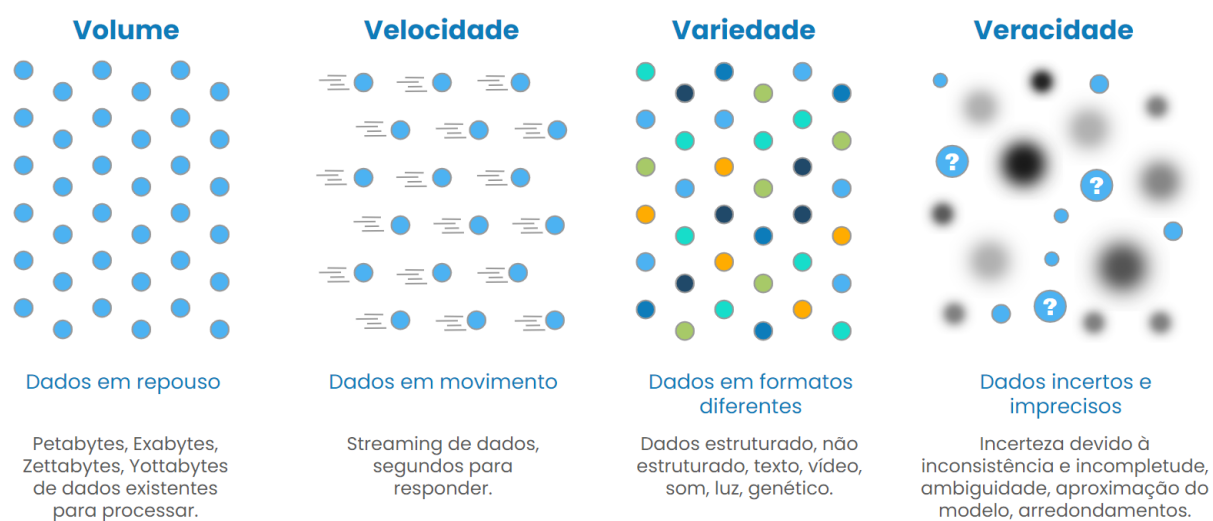 Volume
Dados em repouso
Petabytes, Exabytes,
Zettabytes, Yottabytes
de dados existentes
para processar.
Velocidade
Dados em movimento
Streaming de dados,
segundos para
responder.
Variedade
Dados em formatos
diferentes
Dados estruturado, não
estruturado, texto, vídeo,
som, luz, genético.
Veracidade
?
?
?
Dados incertos e
imprecisos
Incerteza devido à
inconsistência e incompletude,
ambiguidade, aproximação do
modelo, arredondamentos.